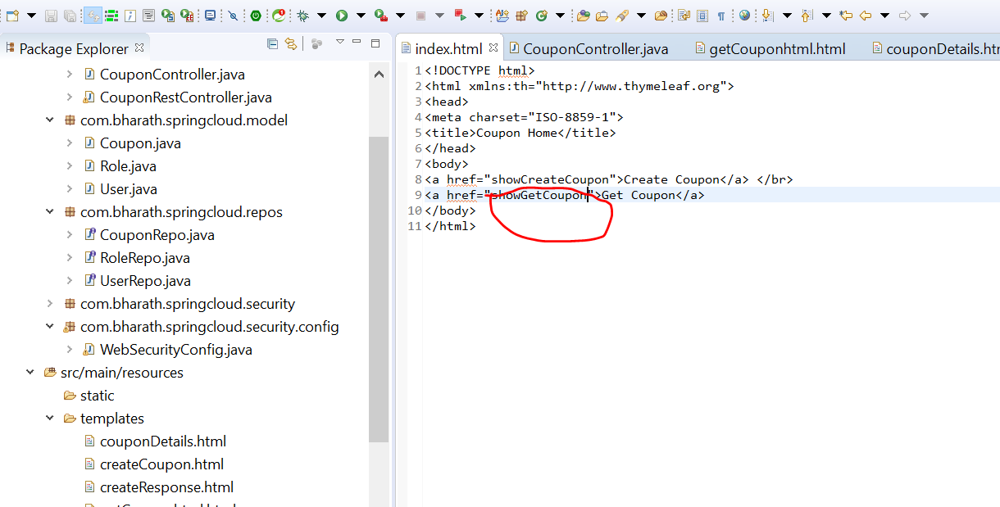 Package Explorer
CouponController.java
CouponRestController.java
com.bharath.springcloud.model
Coupon.java
Role.java
User.java
com.bharath.springcloud.repos
CouponRepo.java
RoleRepo.java
UserRepo.java
com.bharath.springcloud.security
com.bharath.springcloud.security.config
WebSecurityConfig.java
src/main/resources
static
templates
couponDetails.html
createCoupon.html
createResponse.html
index.html CouponController.java getCouponhtml.html couponDetails.htm
1 <!DOCTYPE html>
2 <html xmlns:th="http://www.thymeleaf.org">
3 <head>
4 <meta charset="ISO-8859-1">
5 <title>Coupon Home</title>
6 </head>
7 <body>
8 <a href="showCreateCoupon">Create Coupon</a> </br>
9 <a href="showGetCoupon">Get Coupon</a>
10 </body>
11 </html>